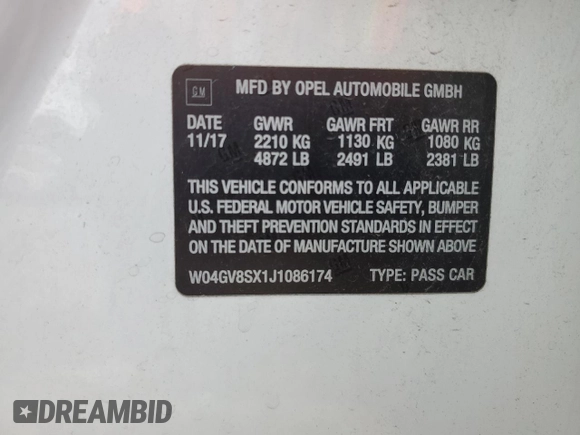 GM MFD BY OPEL AUTOMOBILE GMBH
DATE GVWR GAWR FRT GAWR RR
11/17 2210 KG 1130 KG 1080 KG
4872 LB 2491 LB 2381 LB
THIS VEHICLE CONFORMS TO ALL APPLICABLE
U.S. FEDERAL MOTOR VEHICLE SAFETY, BUMPER
AND THEFT PREVENTION STANDARDS IN EFFECT
ON THE DATE OF MANUFACTURE SHOWN ABOVE
W04GV8SX1J1086174 TYPE: PASS CAR
DREAMBID